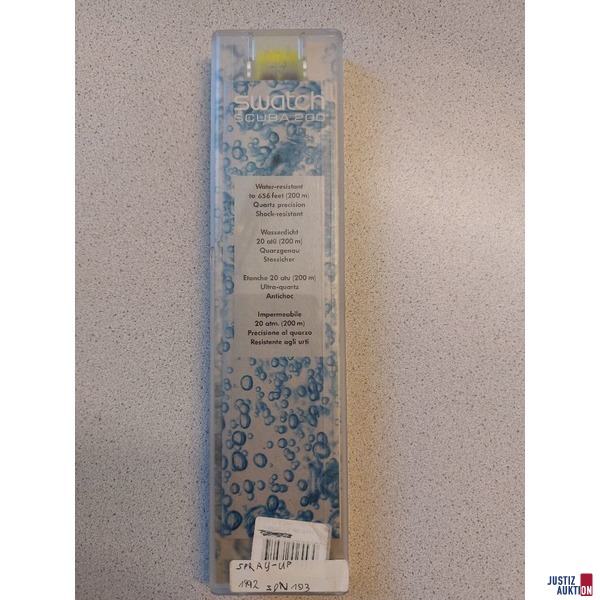 swatch
SCUBA 200
Water-resistant
to 656 feet (200 m)
Quartz precision
Shock-resistant
Wasserdicht
20 atü (200 m)
Quarzgenau
Stossicher
Etanche 20 atu (200 m)
Ultra-quartz
Antichoc
Impermeabile
20 atm. (200 m)
Precisione al quarzo
Resistente agli urti
SPRAY-UP
1992 SDN 103
JUSTIZ
AUKTION